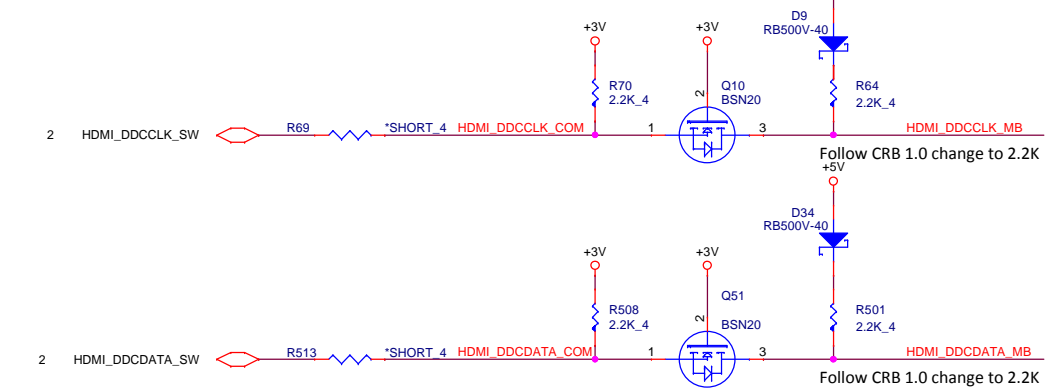 D9
RB500V-40
+3V
+3V
R70
2.2K_4
2
Q10
BSN20
R64
2.2K_4
2 HDMI_DDCCLK_SW R69 *SHORT_4 HDMI_DDCCLK_COM 1 3 HDMI_DDCCLK_MB
Follow CRB 1.0 change to 2.2K
+5V
D34
RB500V-40
+3V
+3V
R508
2.2K_4
2
Q51
BSN20
R501
2.2K_4
2 HDMI_DDCDATA_SW R513 *SHORT_4 HDMI_DDCDATA_COM 1 3 HDMI_DDCDATA_MB
Follow CRB 1.0 change to 2.2K